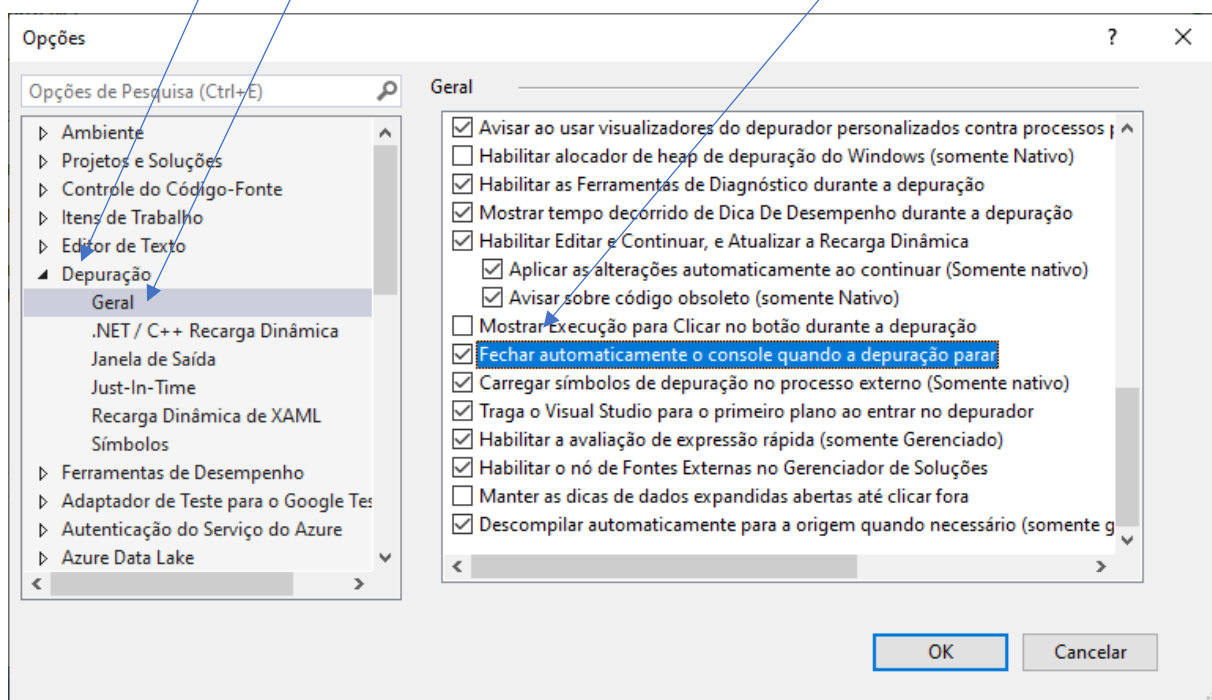 Opções
?
Opções de Pesquisa (Ctrl+E)
Ambiente
Projetos e Soluções
Controle do Código-Fonte
Itens de Trabalho
Editor de Texto
Depuração
Geral
.NET / C++ Recarga Dinâmica
Janela de Saída
Just-In-Time
Recarga Dinâmica de XAML
Símbolos
Ferramentas de Desempenho
Adaptador de Teste para o Google Tes
Autenticação do Serviço do Azure
Azure Data Lake
Geral
Avisar ao usar visualizadores do depurador personalizados contra processos
Habilitar alocador de heap de depuração do Windows (somente Nativo)
Habilitar as Ferramentas de Diagnóstico durante a depuração
Mostrar tempo decorrido de Dica De Desempenho durante a depuração
Habilitar Editar e Continuar, e Atualizar a Recarga Dinâmica
Aplicar as alterações automaticamente ao continuar (Somente nativo)
Avisar sobre código obsoleto (somente Nativo)
Mostrar Execução para Clicar no botão durante a depuração
Fechar automaticamente o console quando a depuração parar
Carregar símbolos de depuração no processo externo (Somente nativo)
Traga o Visual Studio para o primeiro plano ao entrar no depurador
Habilitar a avaliação de expressão rápida (somente Gerenciado)
Habilitar o nó de Fontes Externas no Gerenciador de Soluções
Manter as dicas de dados expandidas abertas até clicar fora
Descompilar automaticamente para a origem quando necessário (somente g
OK
Cancelar